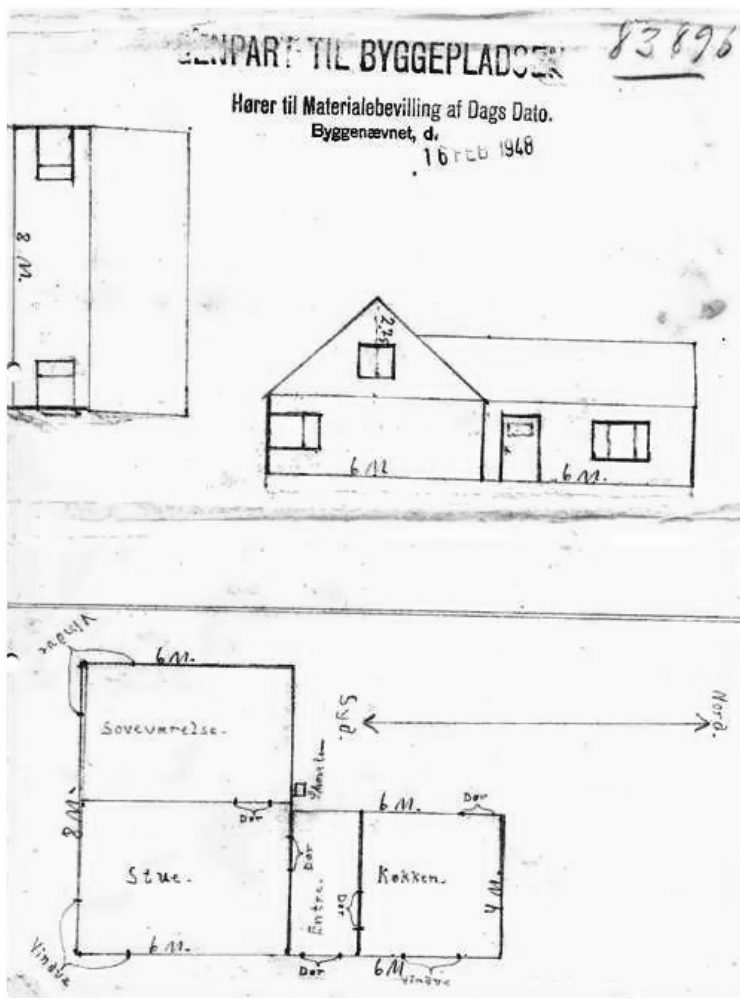 GENPART TIL BYGGEPLADSEN
83896
Hører til Materialebevilling af Dags Dato.
Byggenævnet, d.
16 FEB 1948
8 M.
2.75
6 M
6 M.
Vindue
6 M.
Syd.
Nord.
Soveværelse.
8 M.
Dør
6 M.
Dør
Stue.
Dør
Entre.
Dør
Køkken.
4 M.
Vindue
6 M.
Dør
6 M
Vindue